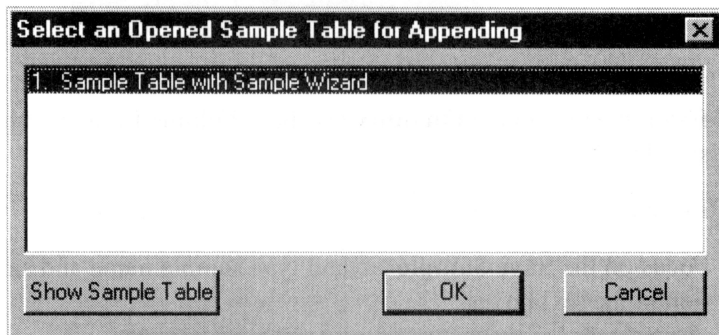 Select an Opened Sample Table for Appending
1. Sample Table with Sample Wizard
Show Sample Table OK Cancel